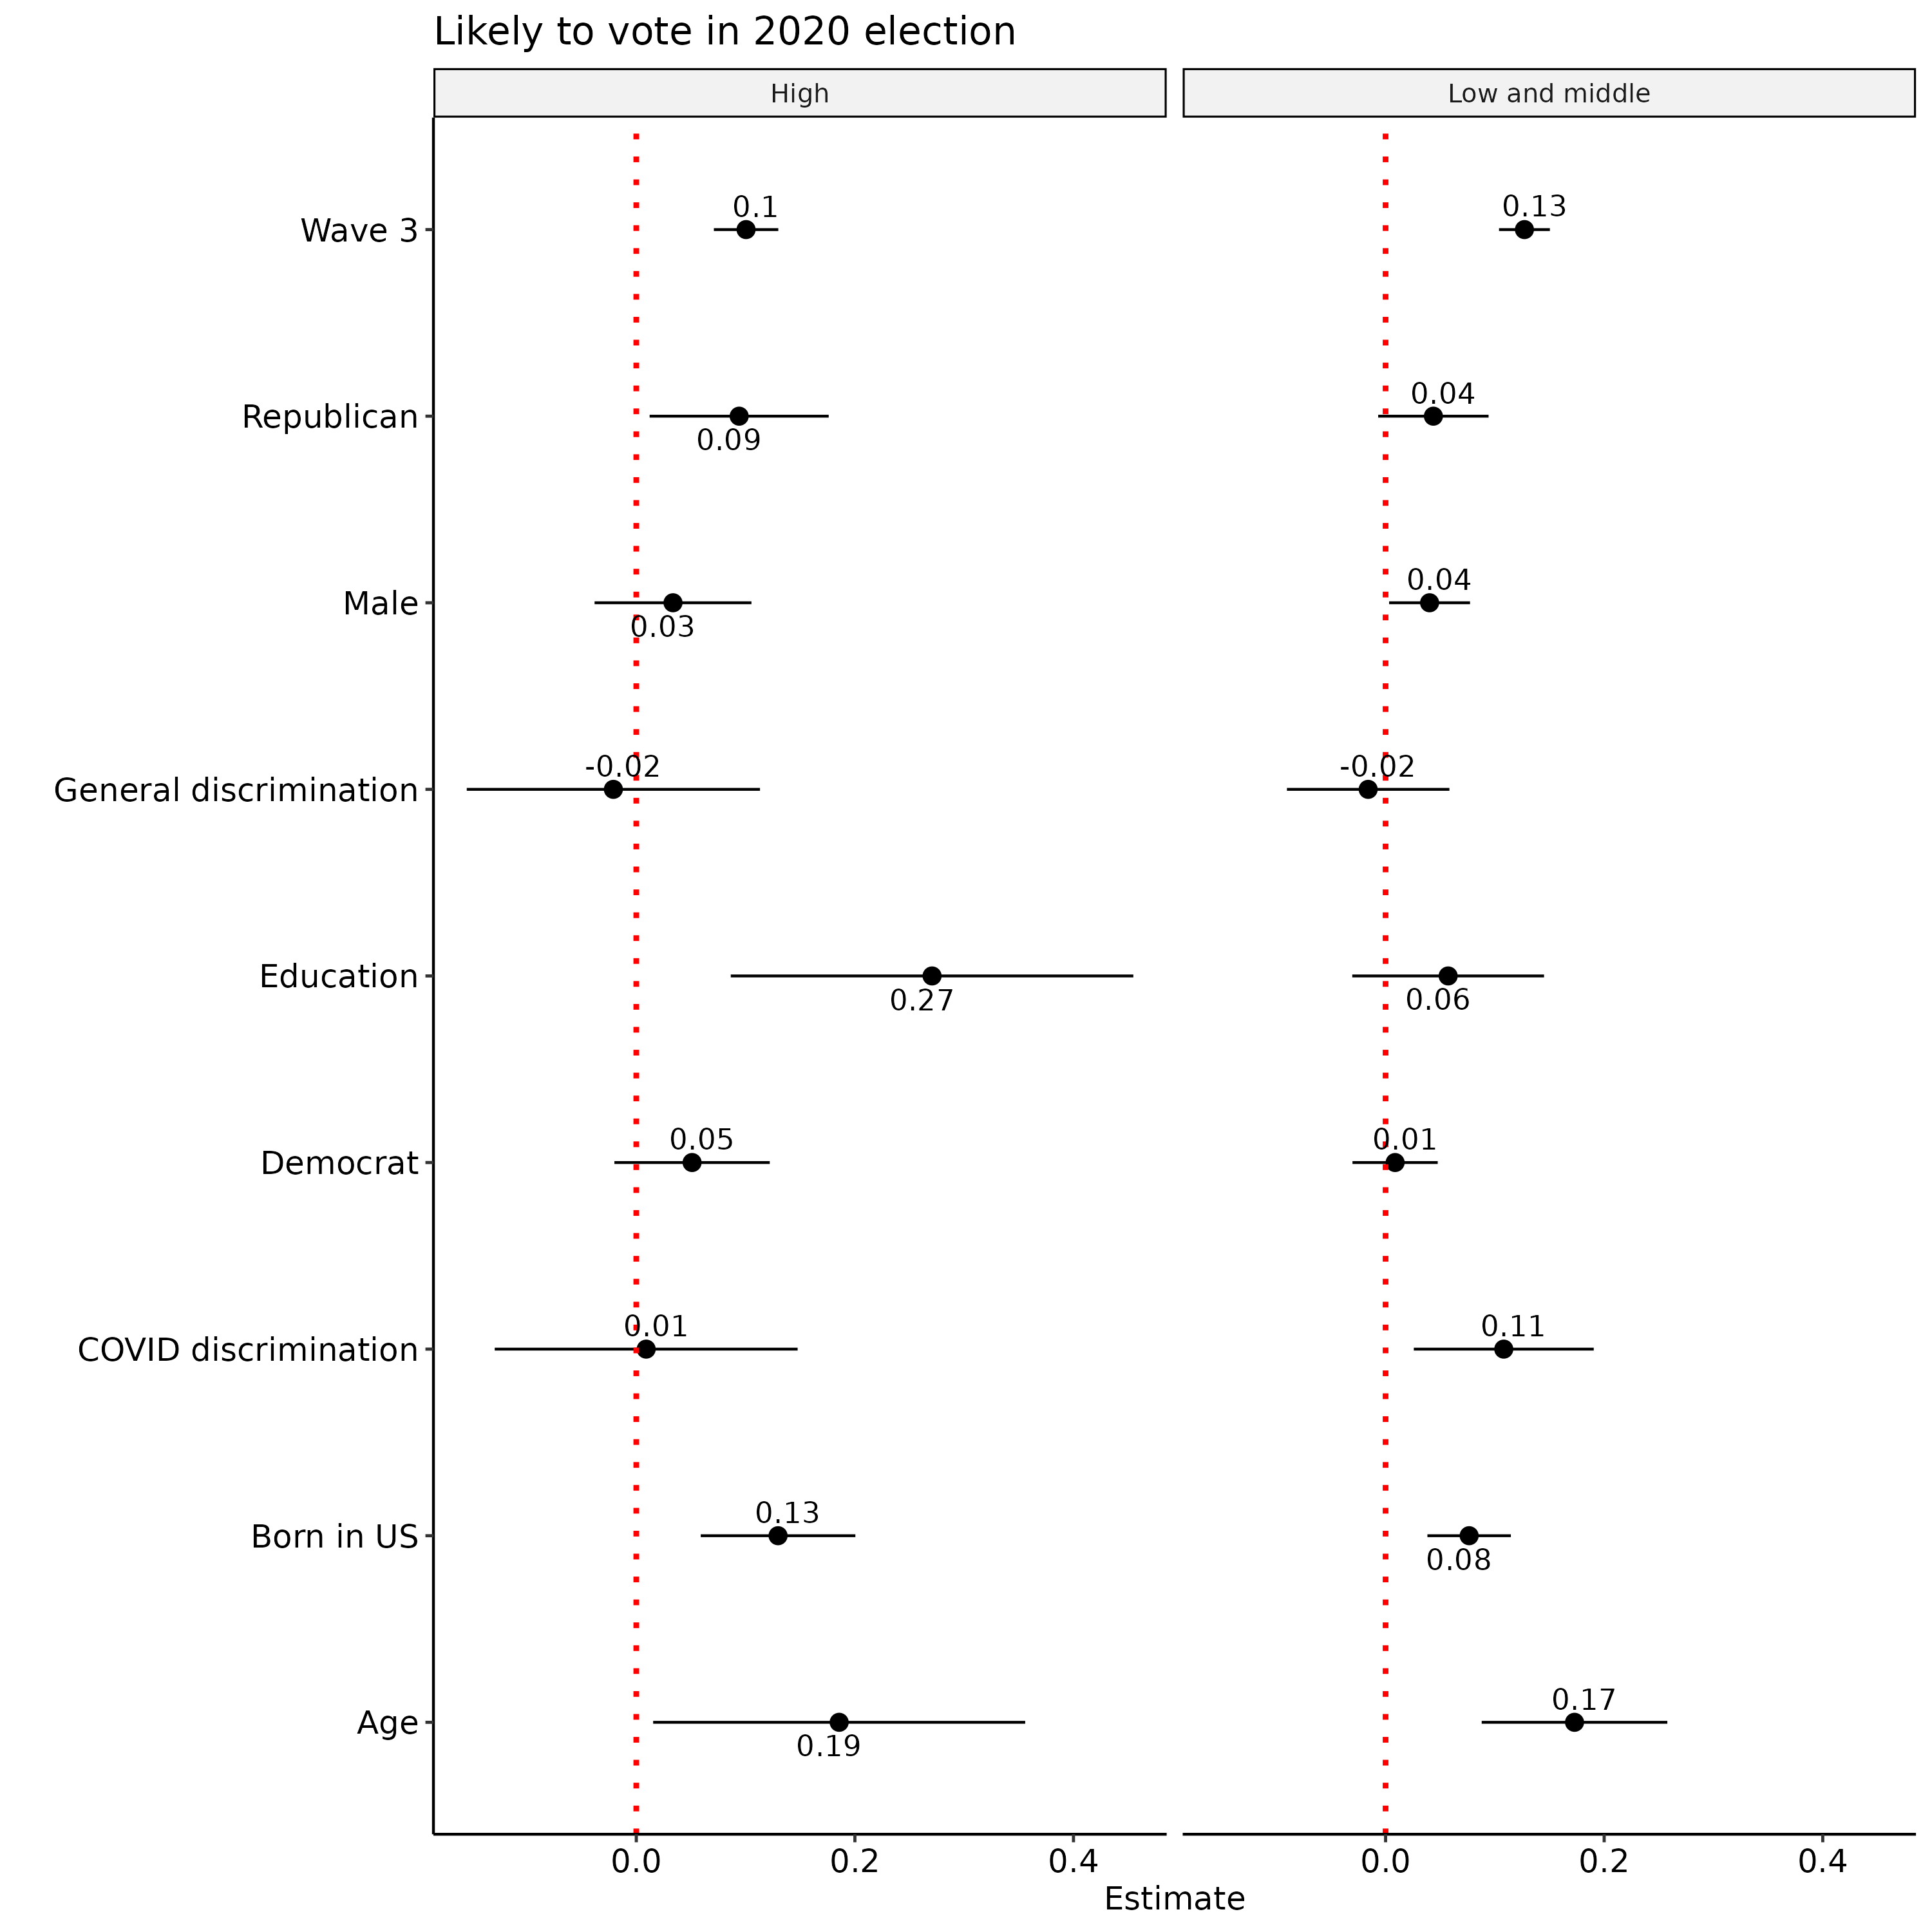 Likely to vote in 2020 election
High
Low and middle
Wave 3
0.1
0.13
Republican
0.09
0.04
Male
0.03
0.04
General discrimination
-0.02
-0.02
Education
0.27
0.06
Democrat
0.05
0.01
COVID discrimination
0.01
0.11
Born in US
0.13
0.08
Age
0.19
0.17
0.0 0.2 0.4 0.0 0.2 0.4
Estimate